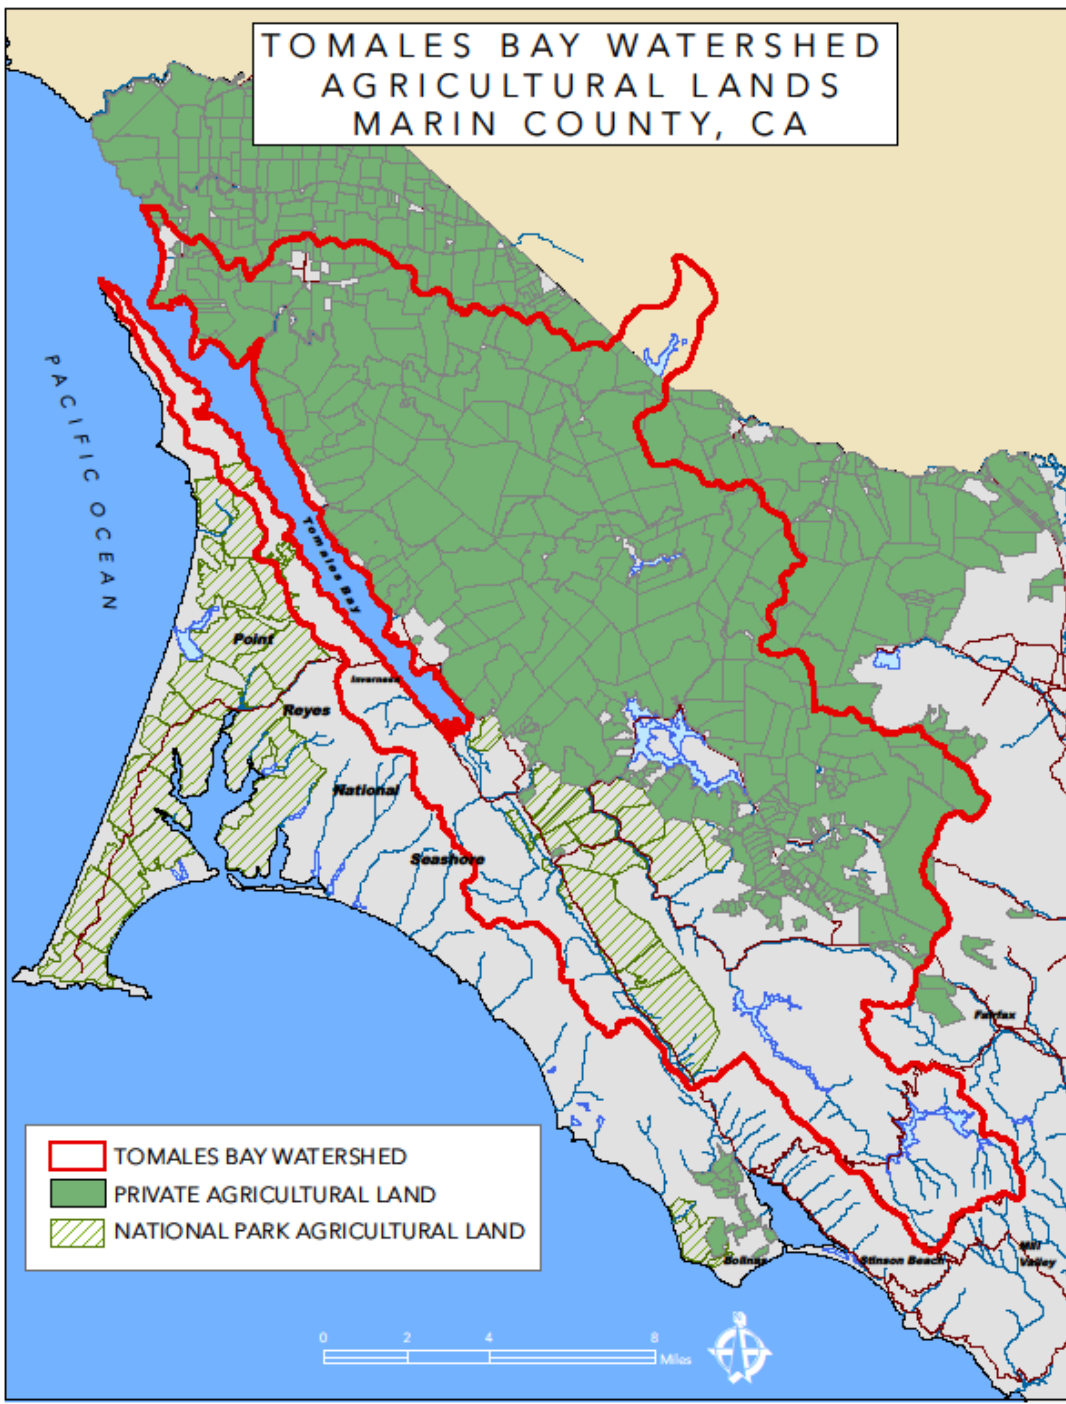 TOMALES BAY WATERSHED
AGRICULTURAL LANDS
MARIN COUNTY, CA
PACIFIC OCEAN
Tomales Bay
Point
Inverness
Reyes
National
Seashore
Fairfax
TOMALES BAY WATERSHED
PRIVATE AGRICULTURAL LAND
NATIONAL PARK AGRICULTURAL LAND
Bolinas
Stinson Beach
Mill
Valley
0 2 4 8
Miles